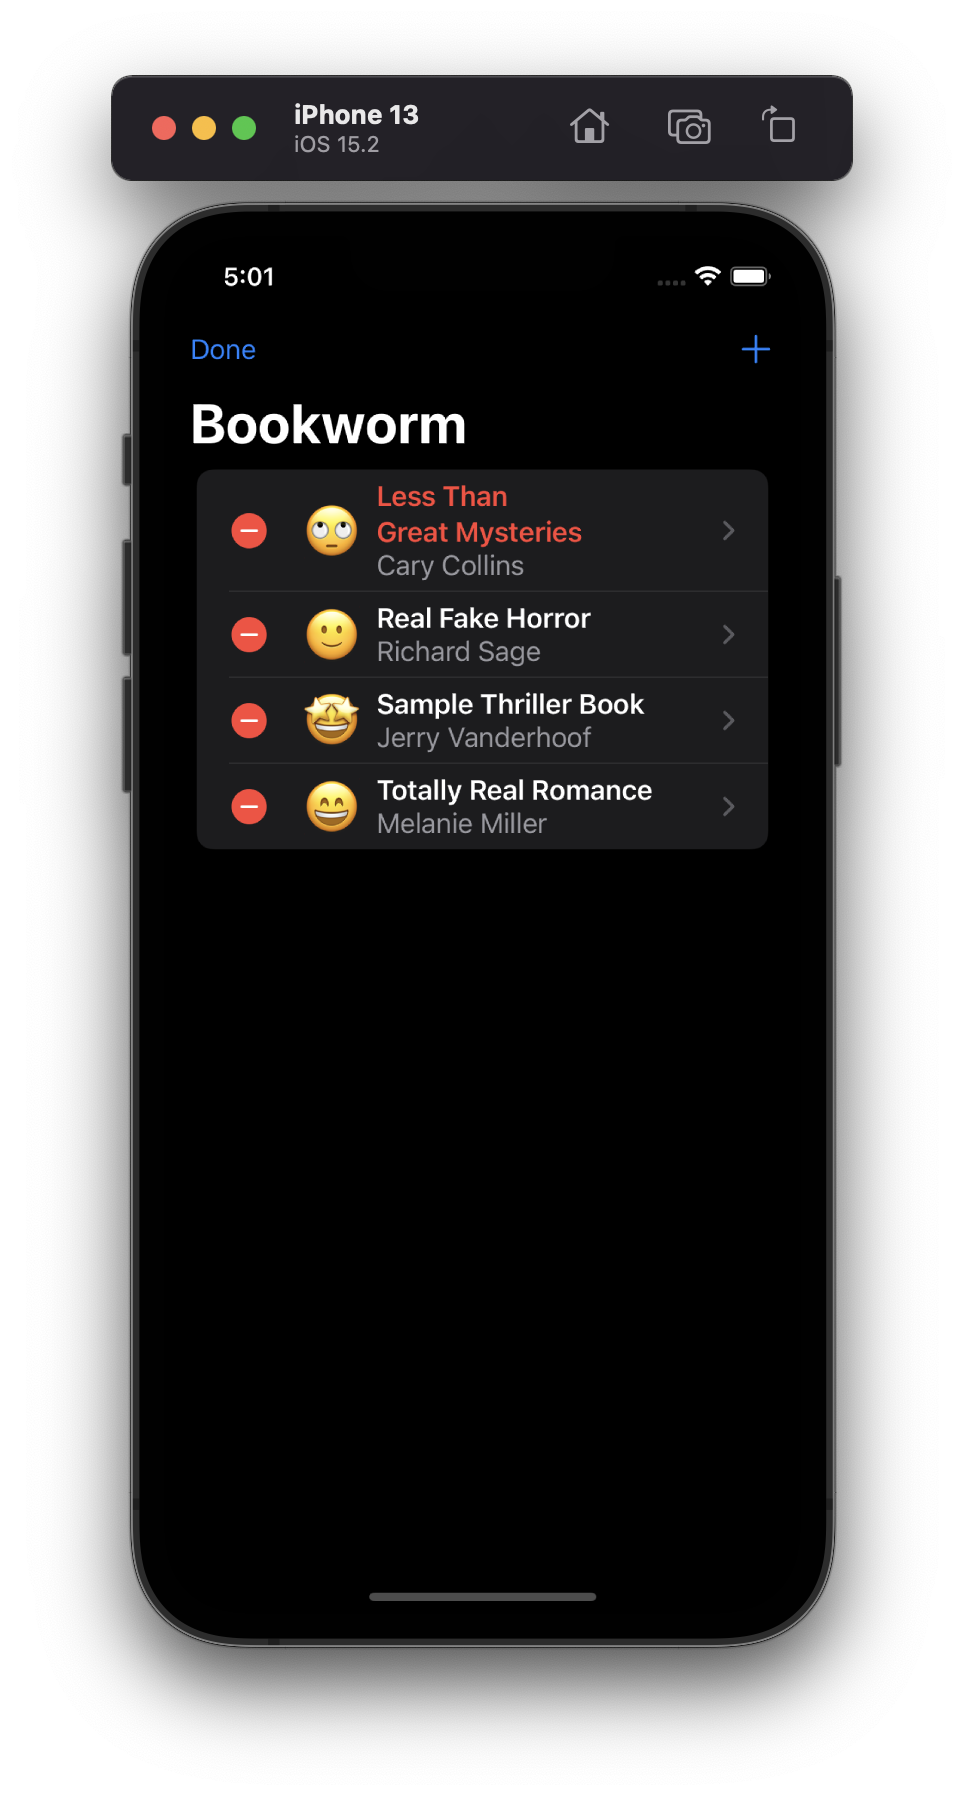 iPhone 13
iOS 15.2
5:01
Done
Bookworm
Less Than
Great Mysteries
Cary Collins
Real Fake Horror
Richard Sage
Sample Thriller Book
Jerry Vanderhoof
Totally Real Romance
Melanie Miller